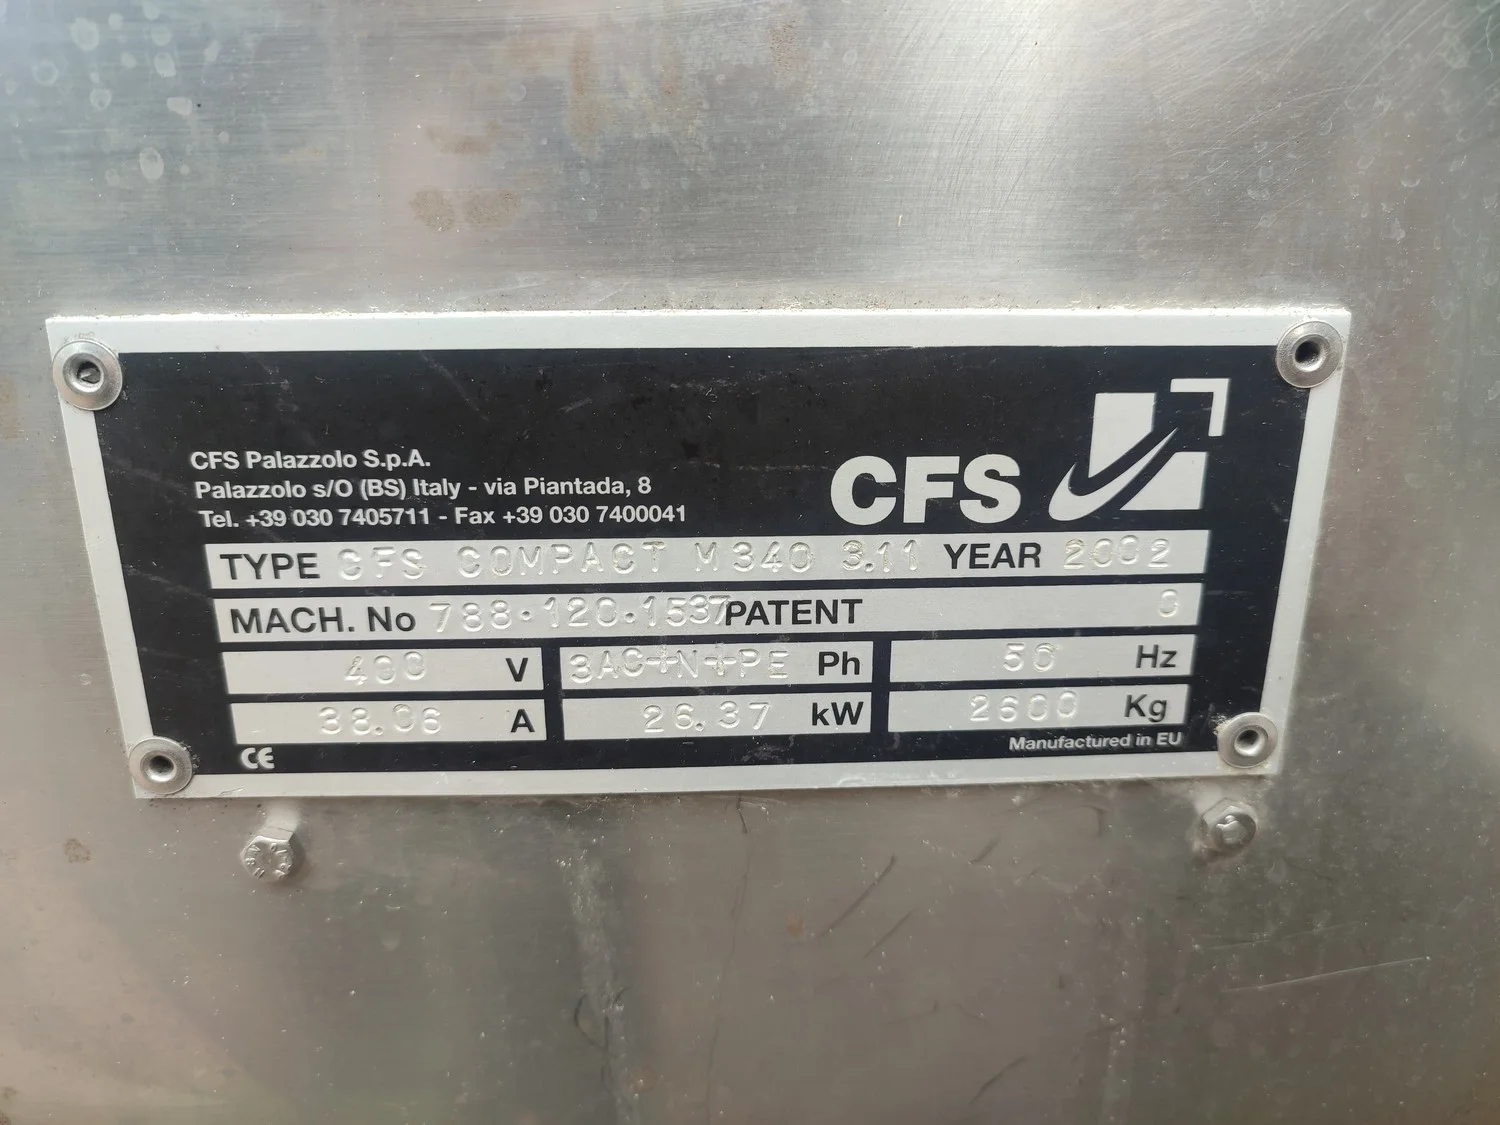 CFS Palazzolo S.p.A.
Palazzolo s/O (BS) Italy - via Piantada, 8
Tel. +39 030 7405711 - Fax +39 030 7400041
CFS
TYPE CFS COMPACT M340 3.11 YEAR 2002
MACH. No 788.120.1537 PATENT 0
400 V 3AC+N+PE Ph 50 Hz
38.06 A 26.37 kW 2600 Kg
CE Manufactured in EU